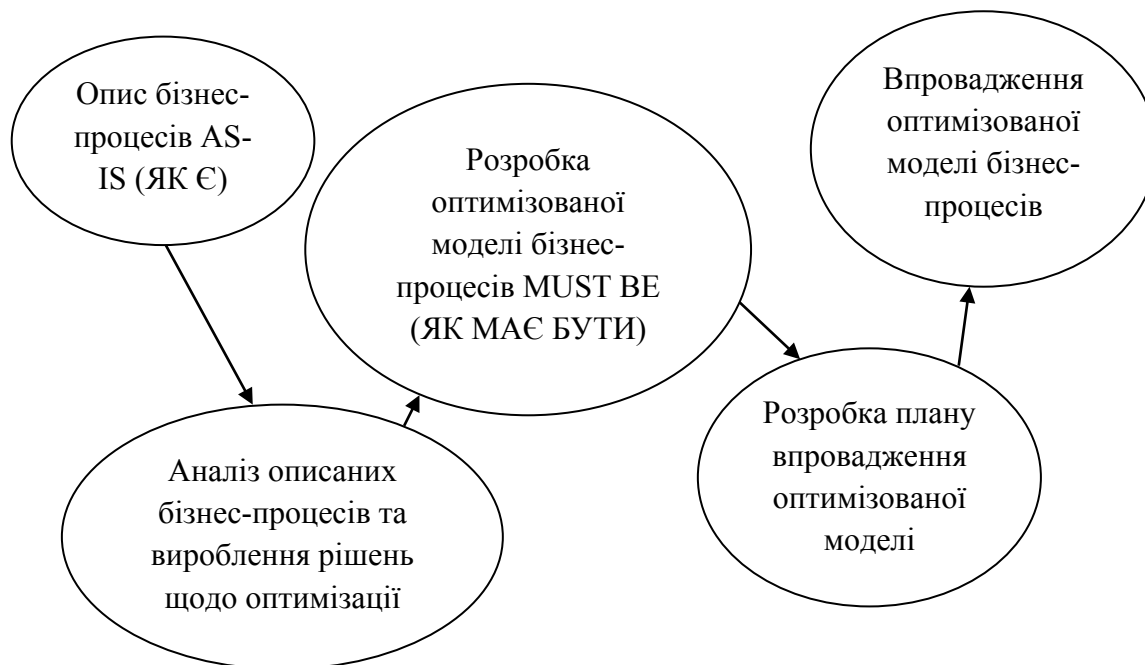 Опис бізнес-
процесів AS-
IS (ЯК Є)
Аналіз описаних
бізнес-процесів та
вироблення рішень
щодо оптимізації
Розробка
оптимізованої
моделі бізнес-
процесів MUST BE
(ЯК МАЄ БУТИ)
Розробка плану
впровадження
оптимізованої
моделі
Впровадження
оптимізованої
моделі бізнес-
процесів